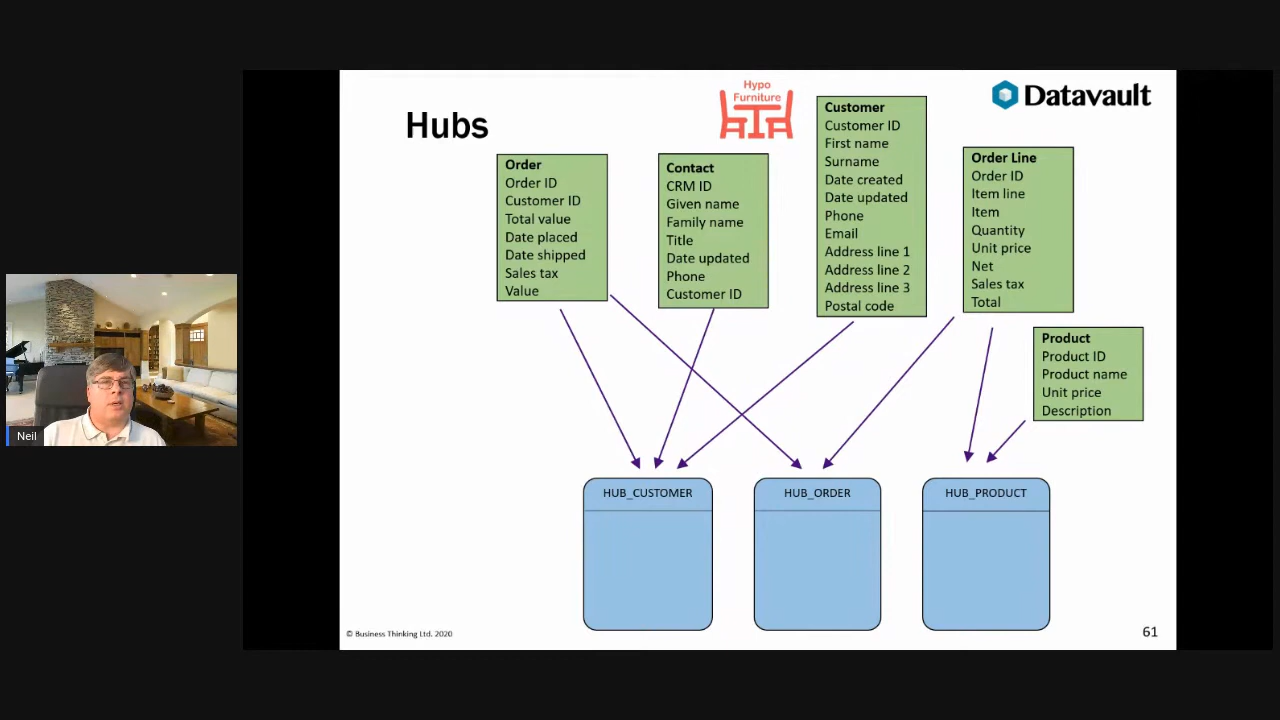 Hubs
Hypo
Furniture
Datavault
Order
Order ID
Customer ID
Total value
Date placed
Date shipped
Sales tax
Value
Contact
CRM ID
Given name
Family name
Title
Date updated
Phone
Customer ID
Customer
Customer ID
First name
Surname
Date created
Date updated
Phone
Email
Address line 1
Address line 2
Address line 3
Postal code
Order Line
Order ID
Item line
Item
Quantity
Unit price
Net
Sales tax
Total
Product
Product ID
Product name
Unit price
Description
Neil
HUB_CUSTOMER
HUB_ORDER
HUB_PRODUCT
© Business Thinking Ltd. 2020
61